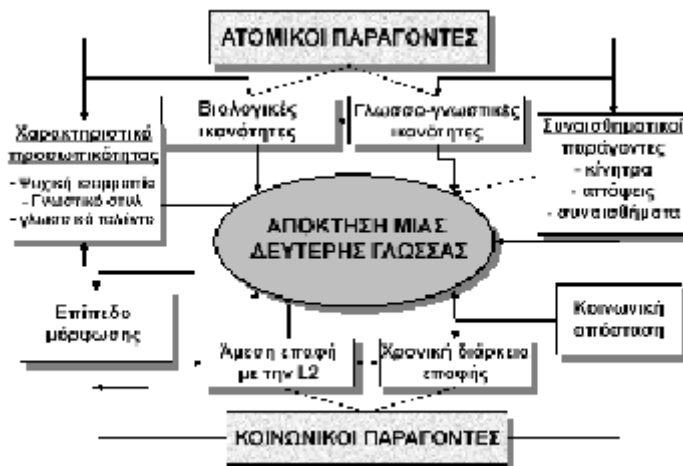 ΑΤΟΜΙΚΟΙ ΠΑΡΑΓΟΝΤΕΣ
Βιολογικές
ικανότητες
Γλωσσο-γνωστικές
ικανότητες
Χαρακτηριστικά
προσωπικότητας
- Ψυχική ισορροπία
- Γνωστικό στυλ
- γλωσσικό ταλέντο
Συναισθηματικοί
παράγοντες
- κίνητρα
- απόψεις
- συναισθήματα
ΑΠΟΚΤΗΣΗ ΜΙΑΣ
ΔΕΥΤΕΡΗΣ ΓΛΩΣΣΑΣ
Επίπεδο
μόρφωσης
Κοινωνική
απόσταση
Άμεση επαφή
με την L2
Χρονική διάρκεια
επαφής
ΚΟΙΝΩΝΙΚΟΙ ΠΑΡΑΓΟΝΤΕΣ